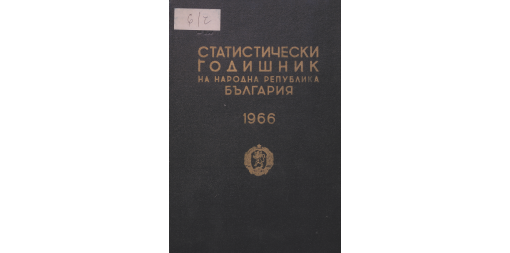 СТАТИСТИЧЕСКИ
ГОДИШНИК
НА НАРОДНА РЕПУБЛИКА
БЪЛГАРИЯ
1966